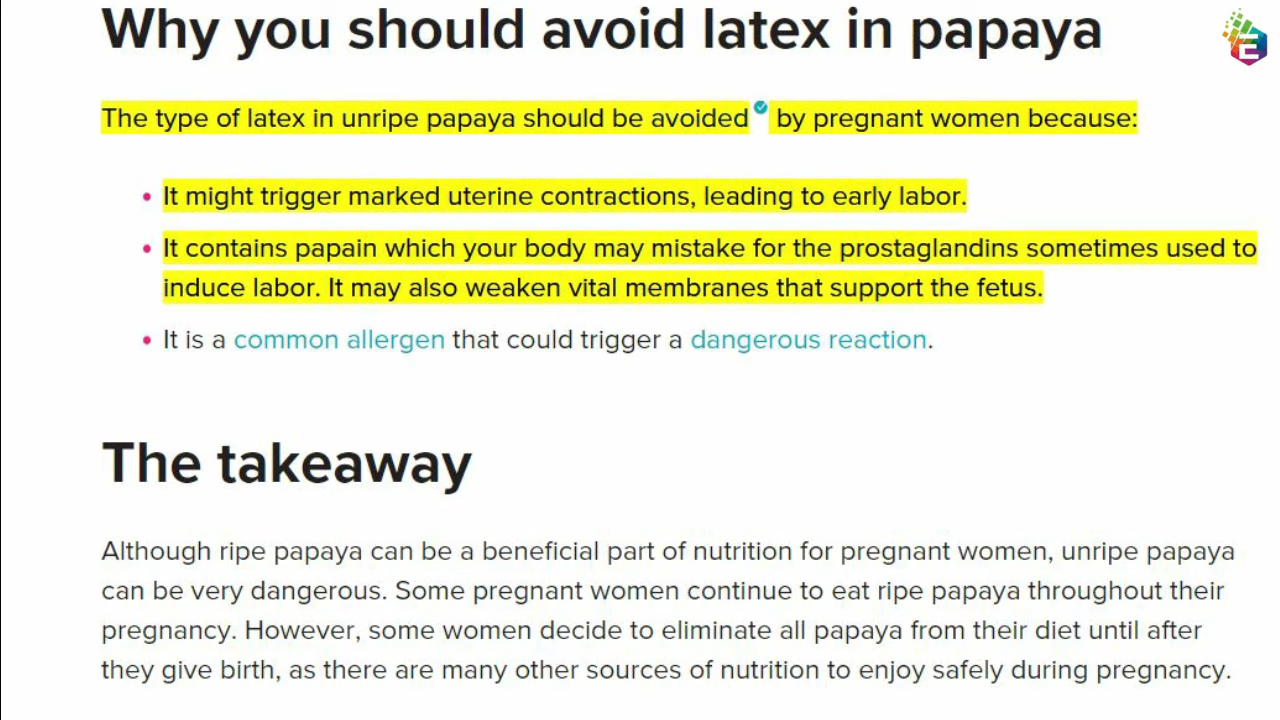 Why you should avoid latex in papaya
E
The type of latex in unripe papaya should be avoided by pregnant women because:
It might trigger marked uterine contractions, leading to early labor.
It contains papain which your body may mistake for the prostaglandins sometimes used to
induce labor. It may also weaken vital membranes that support the fetus.
It is a common allergen that could trigger a dangerous reaction.
The takeaway
Although ripe papaya can be a beneficial part of nutrition for pregnant women, unripe papaya
can be very dangerous. Some pregnant women continue to eat ripe papaya throughout their
pregnancy. However, some women decide to eliminate all papaya from their diet until after
they give birth, as there are many other sources of nutrition to enjoy safely during pregnancy.